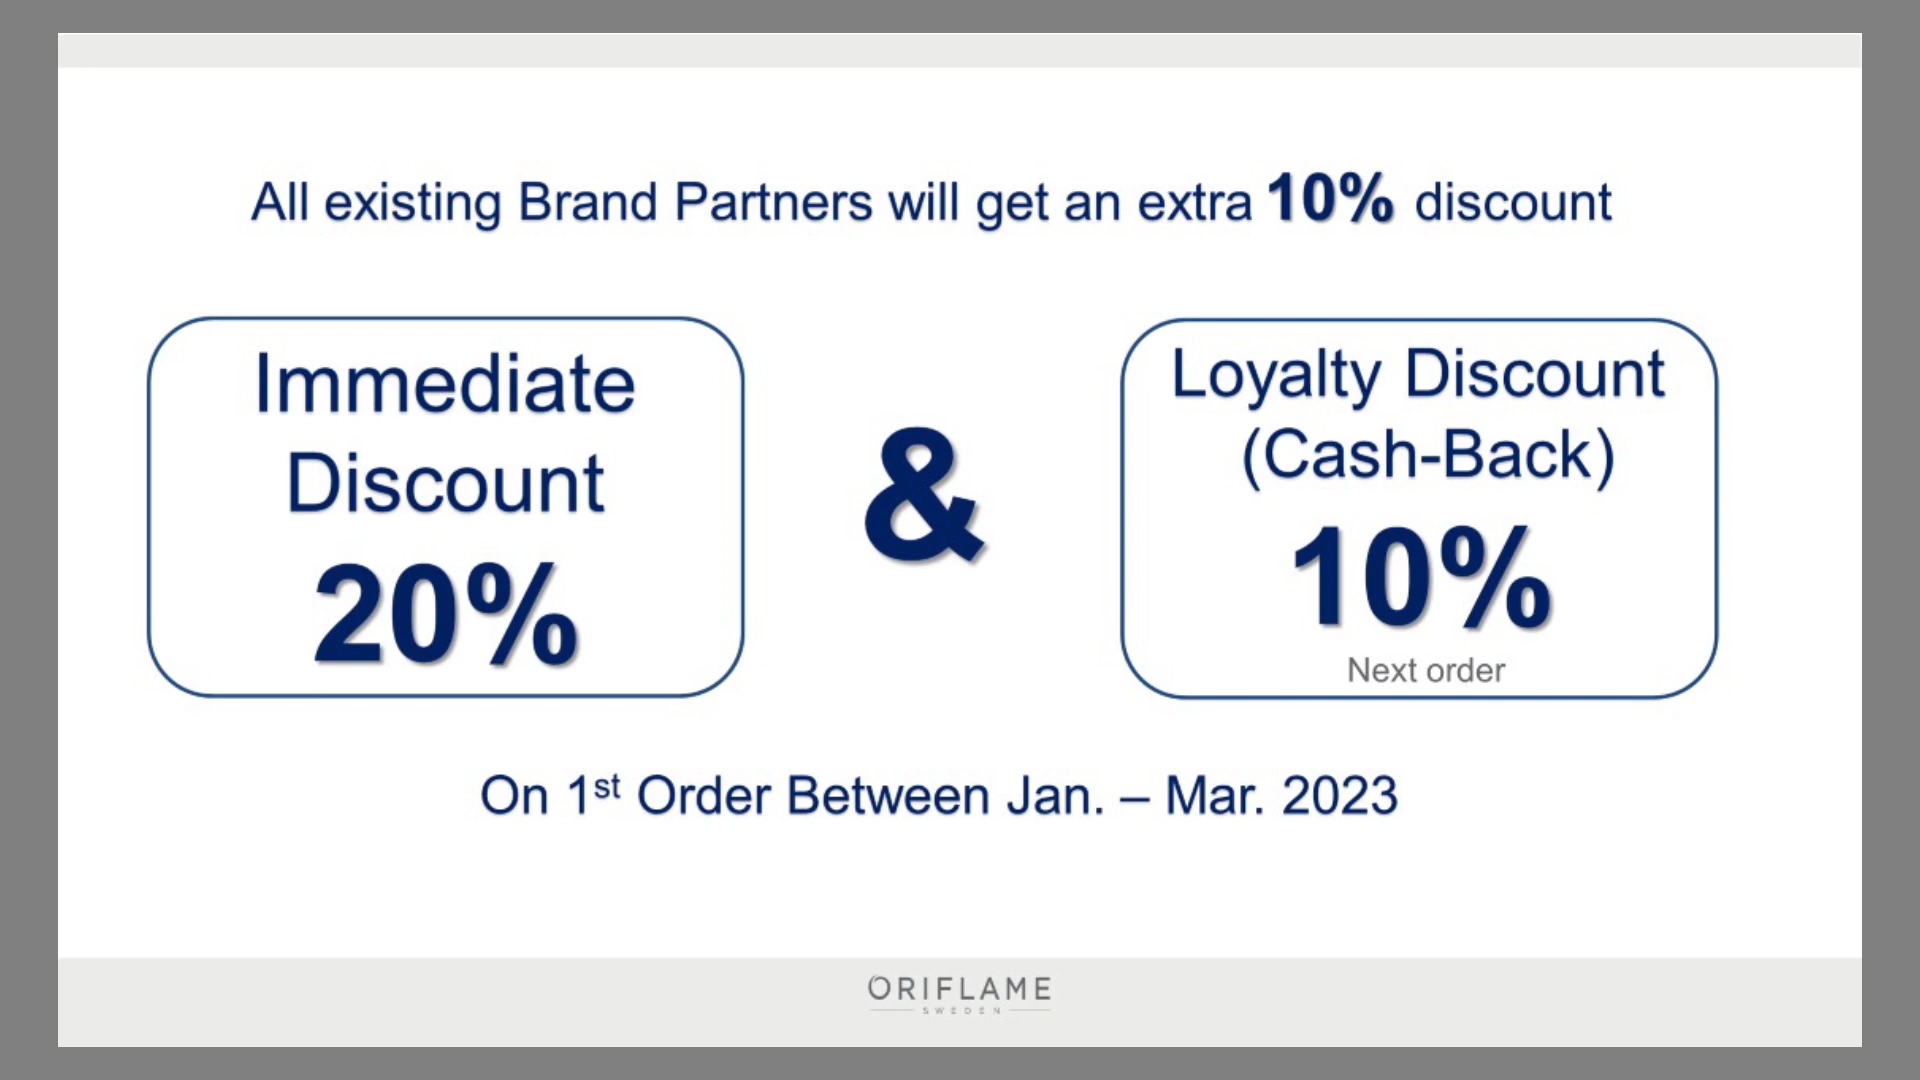 All existing Brand Partners will get an extra 10% discount
Immediate
Discount
20%
&
Loyalty Discount
(Cash-Back)
10%
Next order
On 1st Order Between Jan. – Mar. 2023
ORIFLAME
SWEDEN